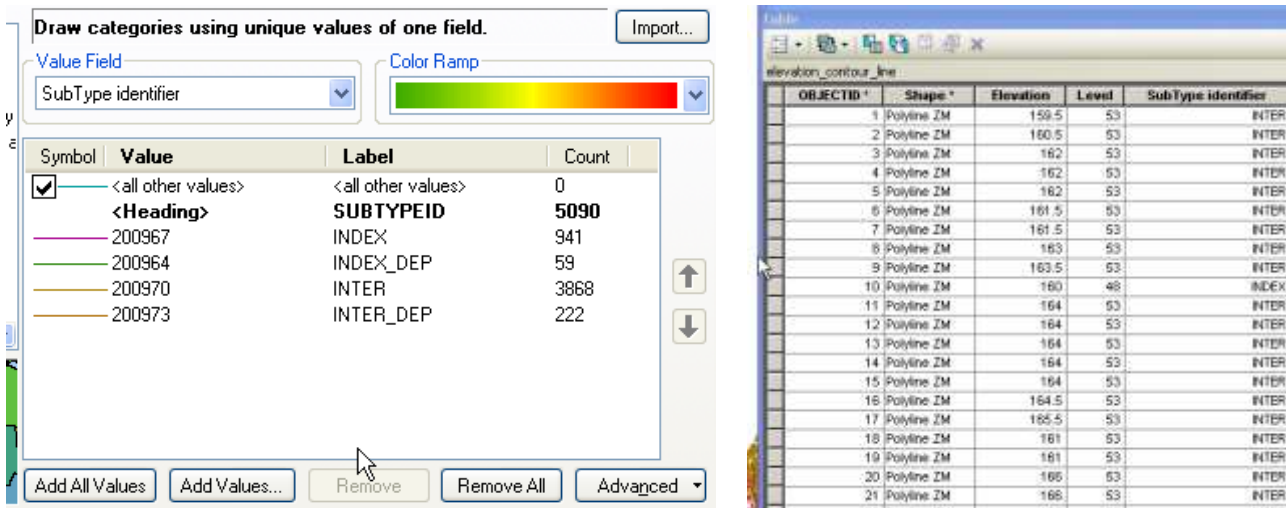 Draw categories using unique values of one field.
Import...
Value Field
Color Ramp
SubType identifier
y
a
Symbol Value Label Count
<all other values> <all other values> 0
<Heading> SUBTYPEID 5090
200967 INDEX 941
200964 INDEX_DEP 59
200970 INTER 3868
200973 INTER_DEP 222
Add All Values Add Values... Remove Remove All Advanced
Table
elevation_contour_line
OBJECTID * Shape * Elevation Level SubType identifier
1 Polyline ZM 159.5 53 INTER
2 Polyline ZM 160.5 53 INTER
3 Polyline ZM 162 53 INTER
4 Polyline ZM 162 53 INTER
5 Polyline ZM 162 53 INTER
6 Polyline ZM 161.5 53 INTER
7 Polyline ZM 161.5 53 INTER
8 Polyline ZM 163 53 INTER
9 Polyline ZM 163.5 53 INTER
10 Polyline ZM 160 48 INDEX
11 Polyline ZM 164 53 INTER
12 Polyline ZM 164 53 INTER
13 Polyline ZM 164 53 INTER
14 Polyline ZM 164 53 INTER
15 Polyline ZM 164 53 INTER
16 Polyline ZM 164.5 53 INTER
17 Polyline ZM 165.5 53 INTER
18 Polyline ZM 161 53 INTER
19 Polyline ZM 161 53 INTER
20 Polyline ZM 166 53 INTER
21 Polyline ZM 166 53 INTER